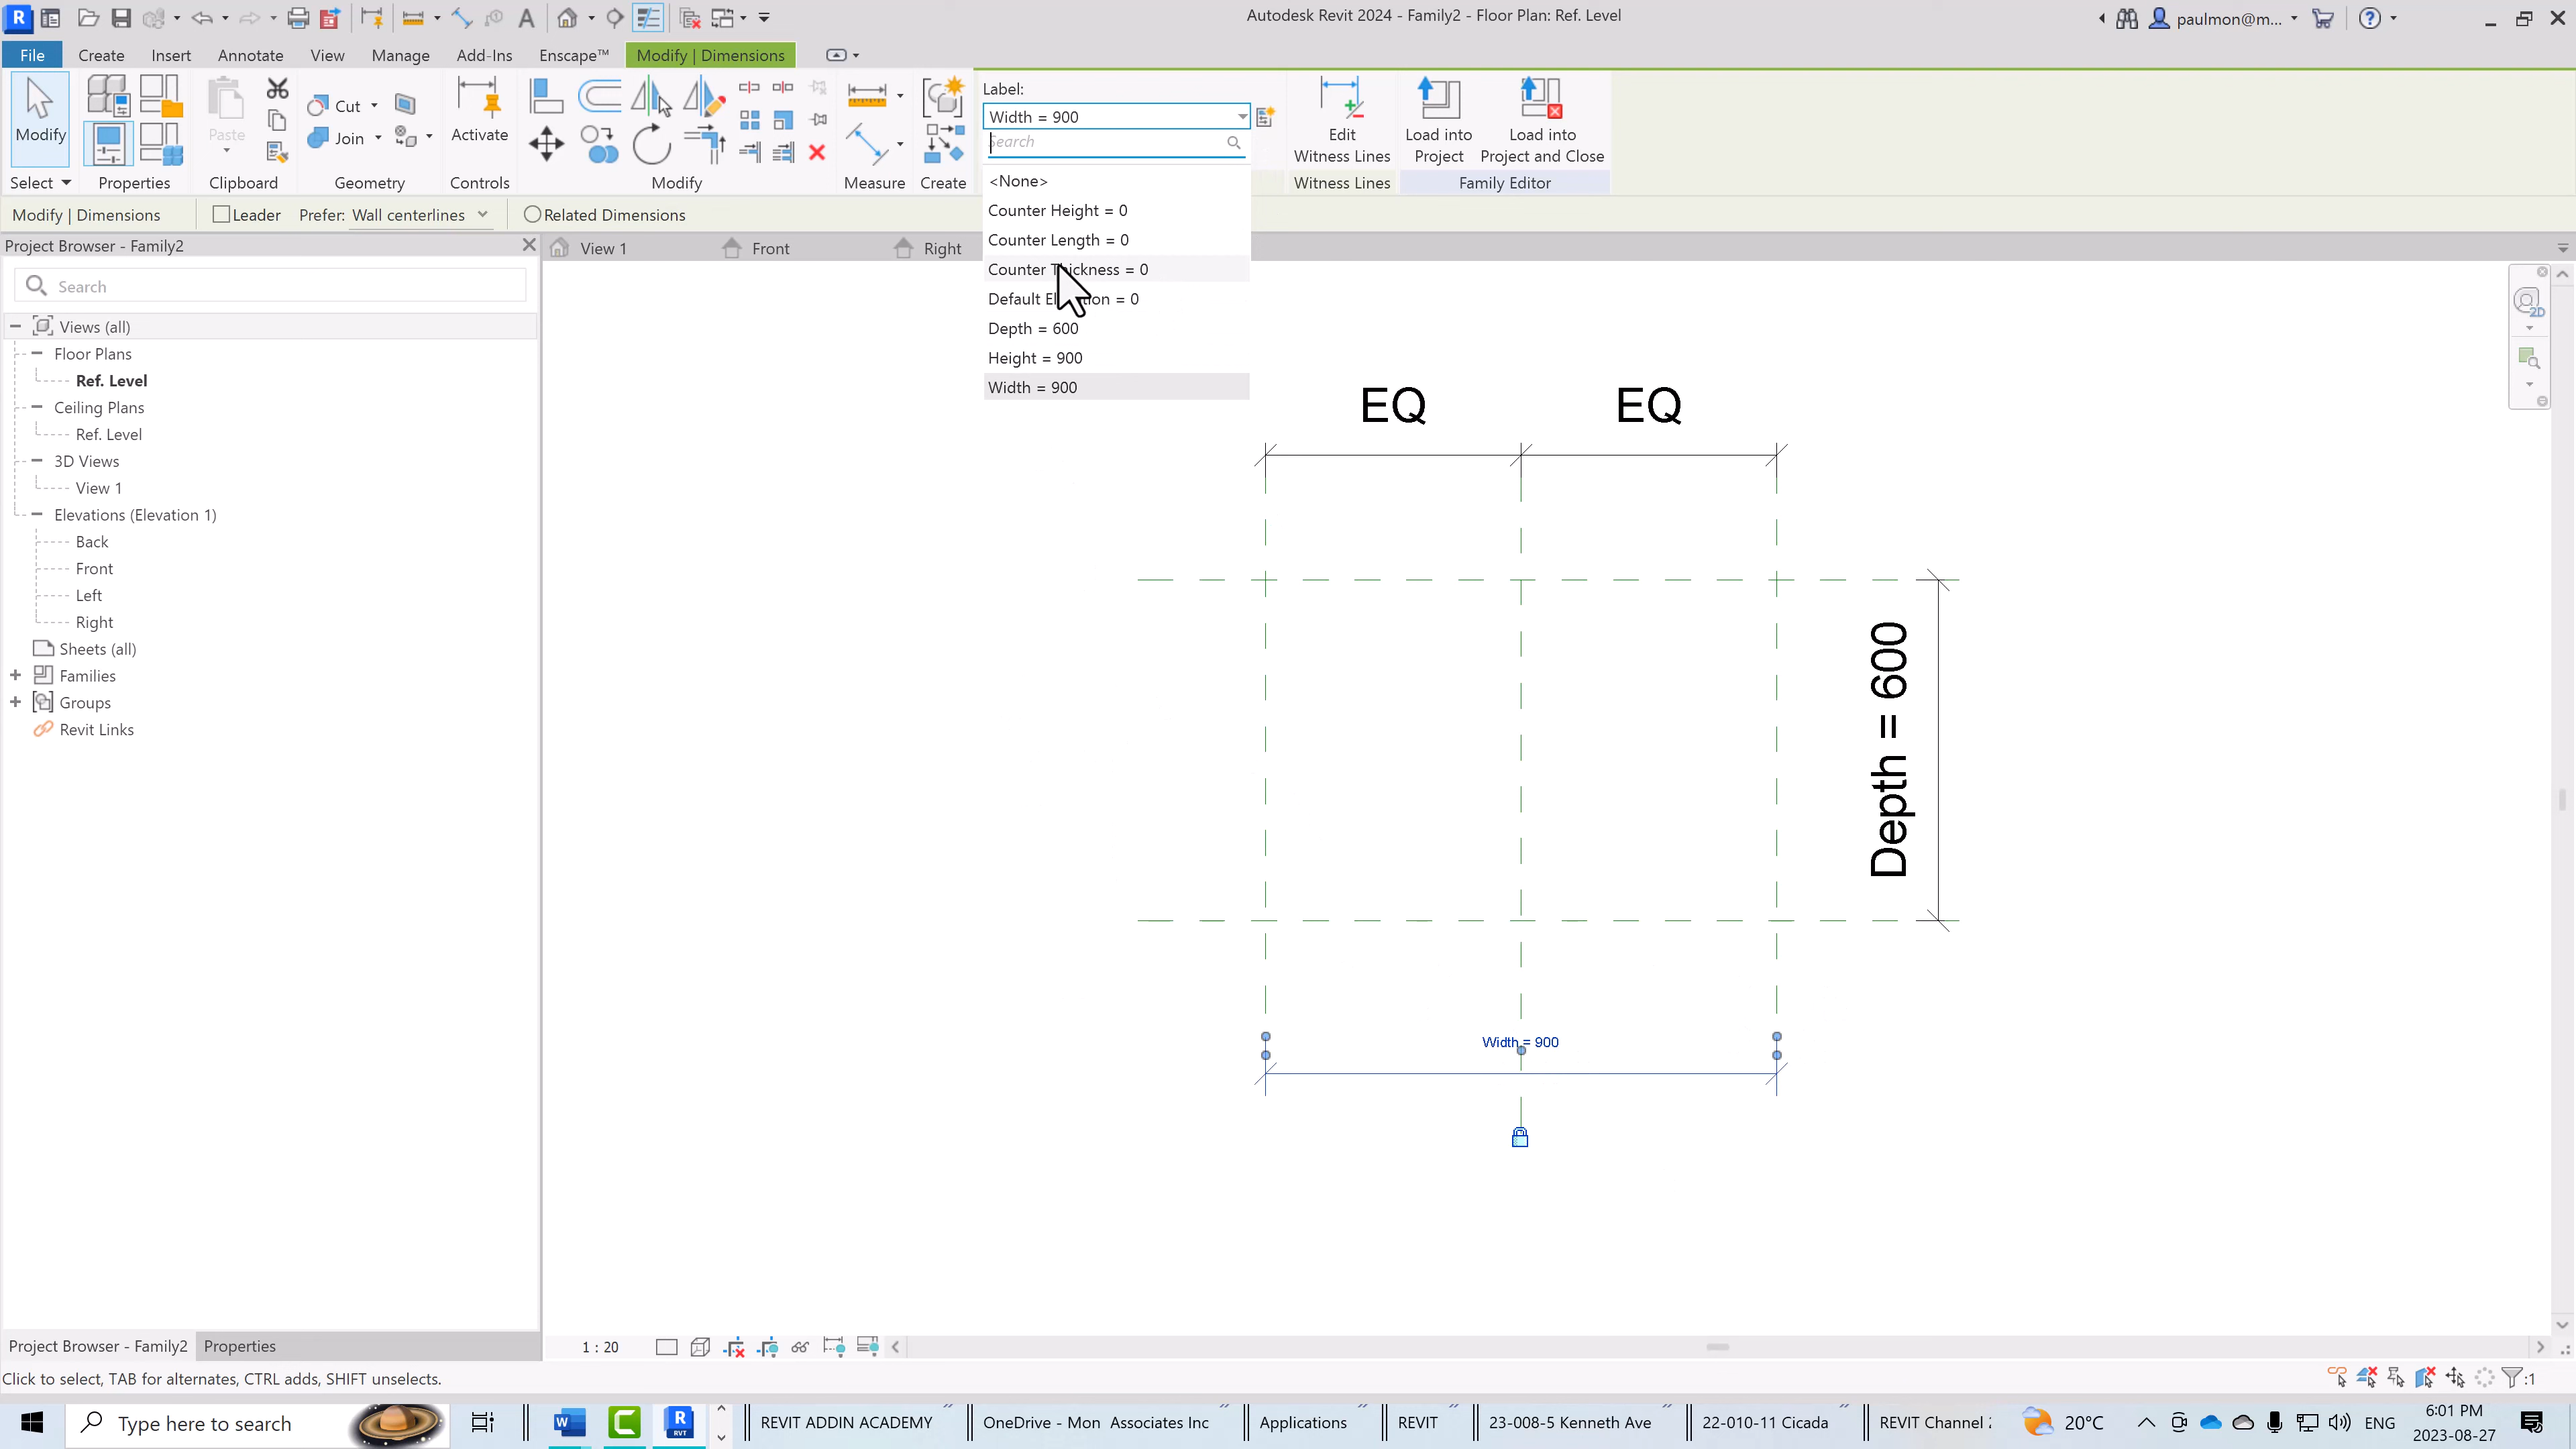 Autodesk Revit 2024 - Family2 - Floor Plan: Ref. Level
paulmon@m...
File Create Insert Annotate View Manage Add-Ins Enscape™ Modify | Dimensions
Modify
Paste
Cut
Join
Activate
Label:
Width = 900
Search
Edit
Witness Lines
Load into
Project
Load into
Project and Close
Select Properties Clipboard Geometry Controls Modify Measure Create Witness Lines Family Editor
<None>
Counter Height = 0
Counter Length = 0
Counter Thickness = 0
Default Elevation = 0
Depth = 600
Height = 900
Width = 900
Modify | Dimensions Leader Prefer: Wall centerlines Related Dimensions
Project Browser - Family2
View 1 Front Right
Search
Views (all)
Floor Plans
Ref. Level
Ceiling Plans
Ref. Level
3D Views
View 1
Elevations (Elevation 1)
Back
Front
Left
Right
Sheets (all)
Families
Groups
Revit Links
2D
EQ EQ
Depth = 600
Width = 900
Project Browser - Family2 Properties
1 : 20
Click to select, TAB for alternates, CTRL adds, SHIFT unselects.
:1
Type here to search
REVIT ADDIN ACADEMY
OneDrive - Mon Associates Inc
Applications
REVIT
23-008-5 Kenneth Ave
22-010-11 Cicada
REVIT Channel
20°C
ENG
6:01 PM
2023-08-27